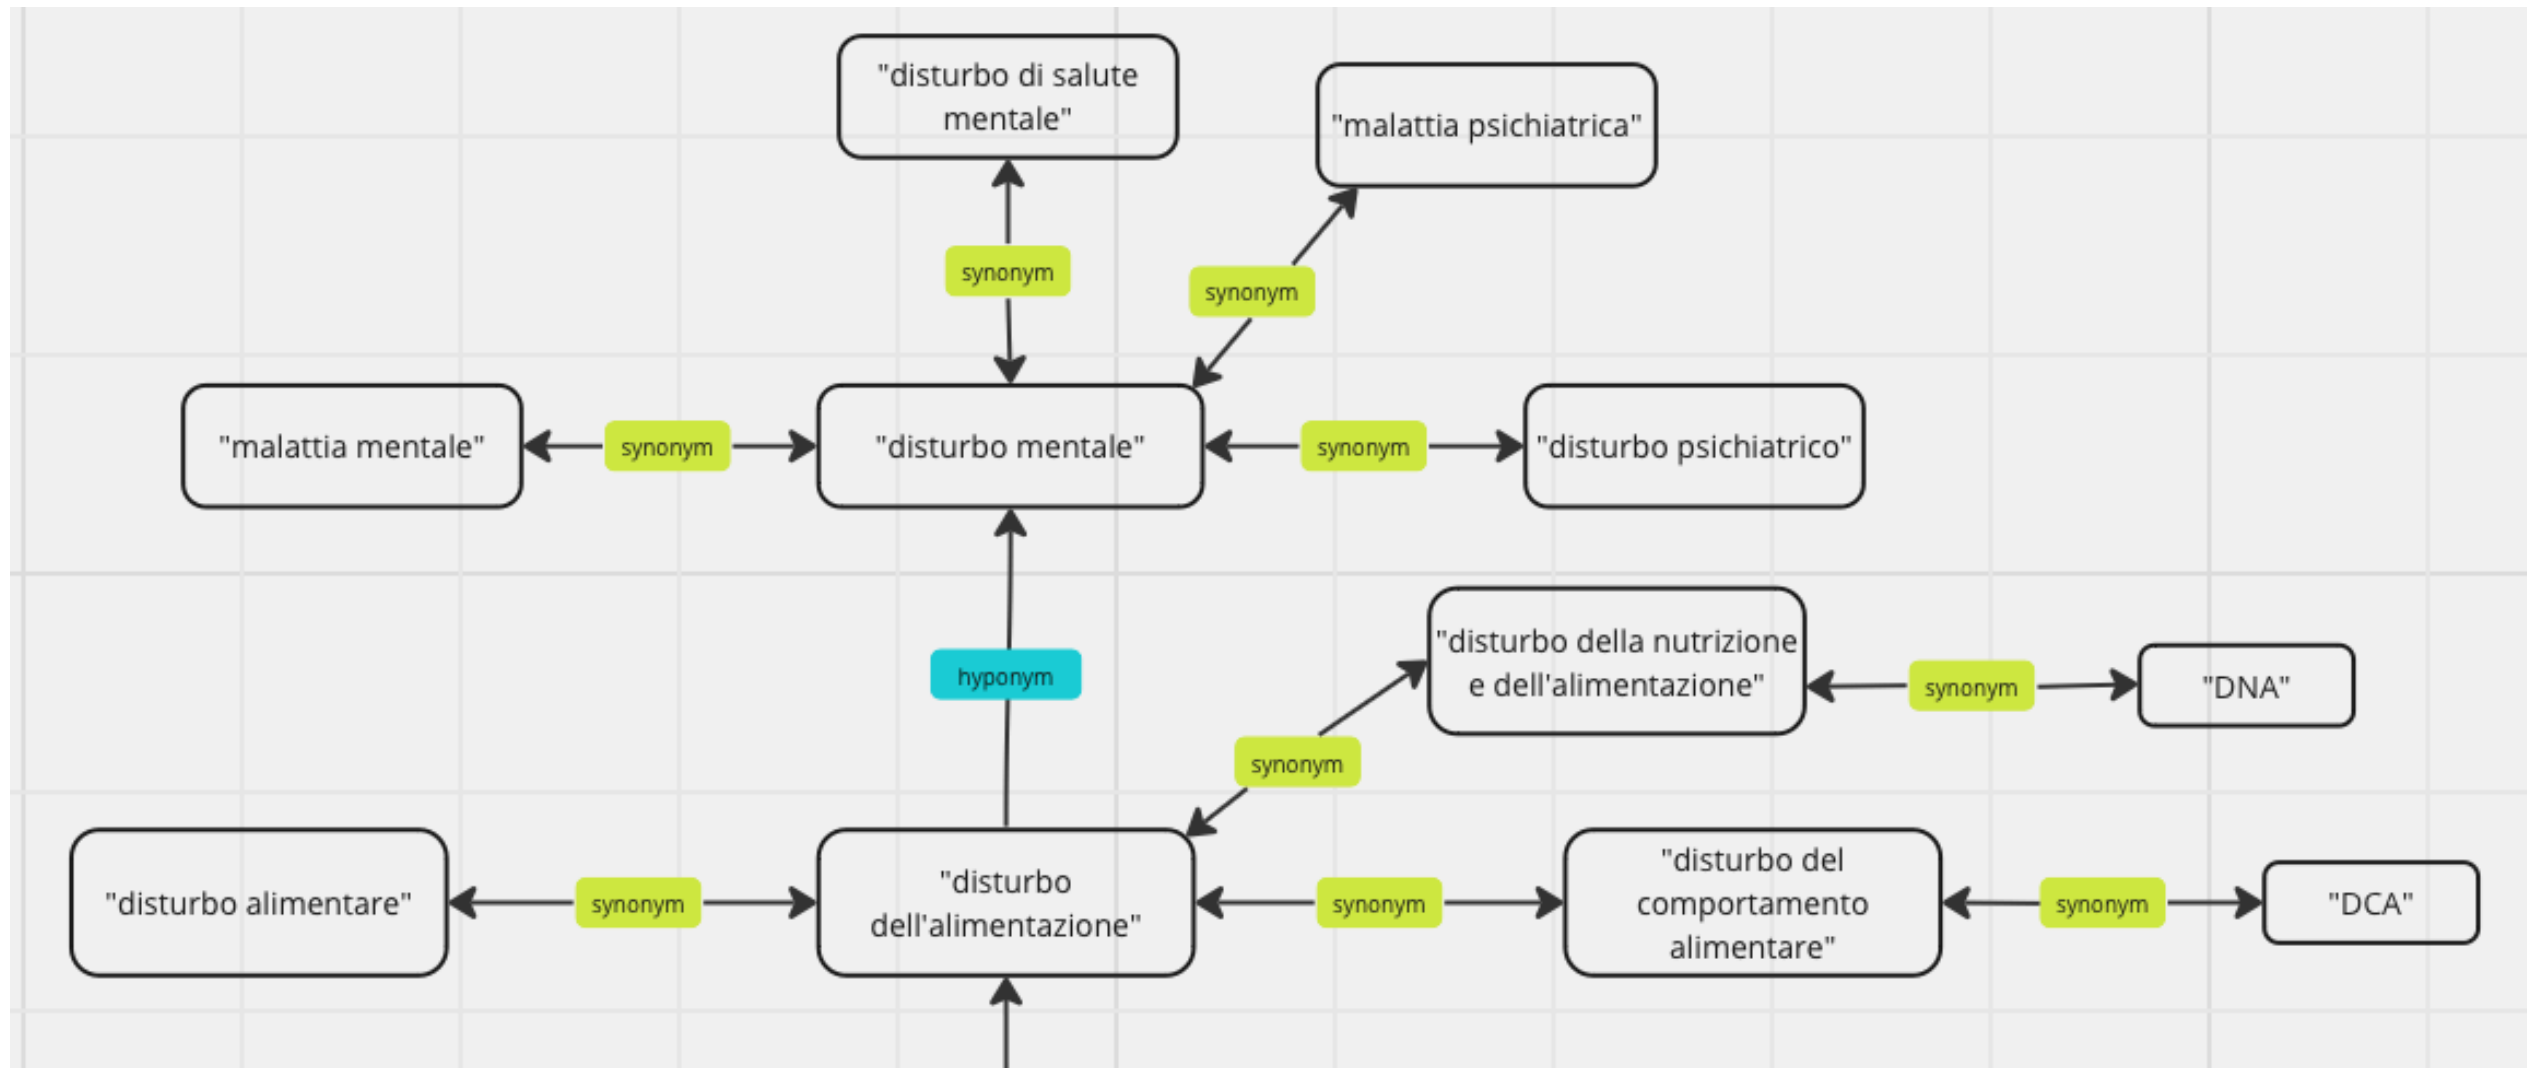 "disturbo di salute
mentale"
"malattia psichiatrica"
synonym
synonym
"malattia mentale"
synonym
"disturbo mentale"
synonym
"disturbo psichiatrico"
hyponym
"disturbo della nutrizione
e dell'alimentazione"
synonym
"DNA"
synonym
"disturbo alimentare"
synonym
"disturbo
dell'alimentazione"
synonym
"disturbo del
comportamento
alimentare"
synonym
"DCA"